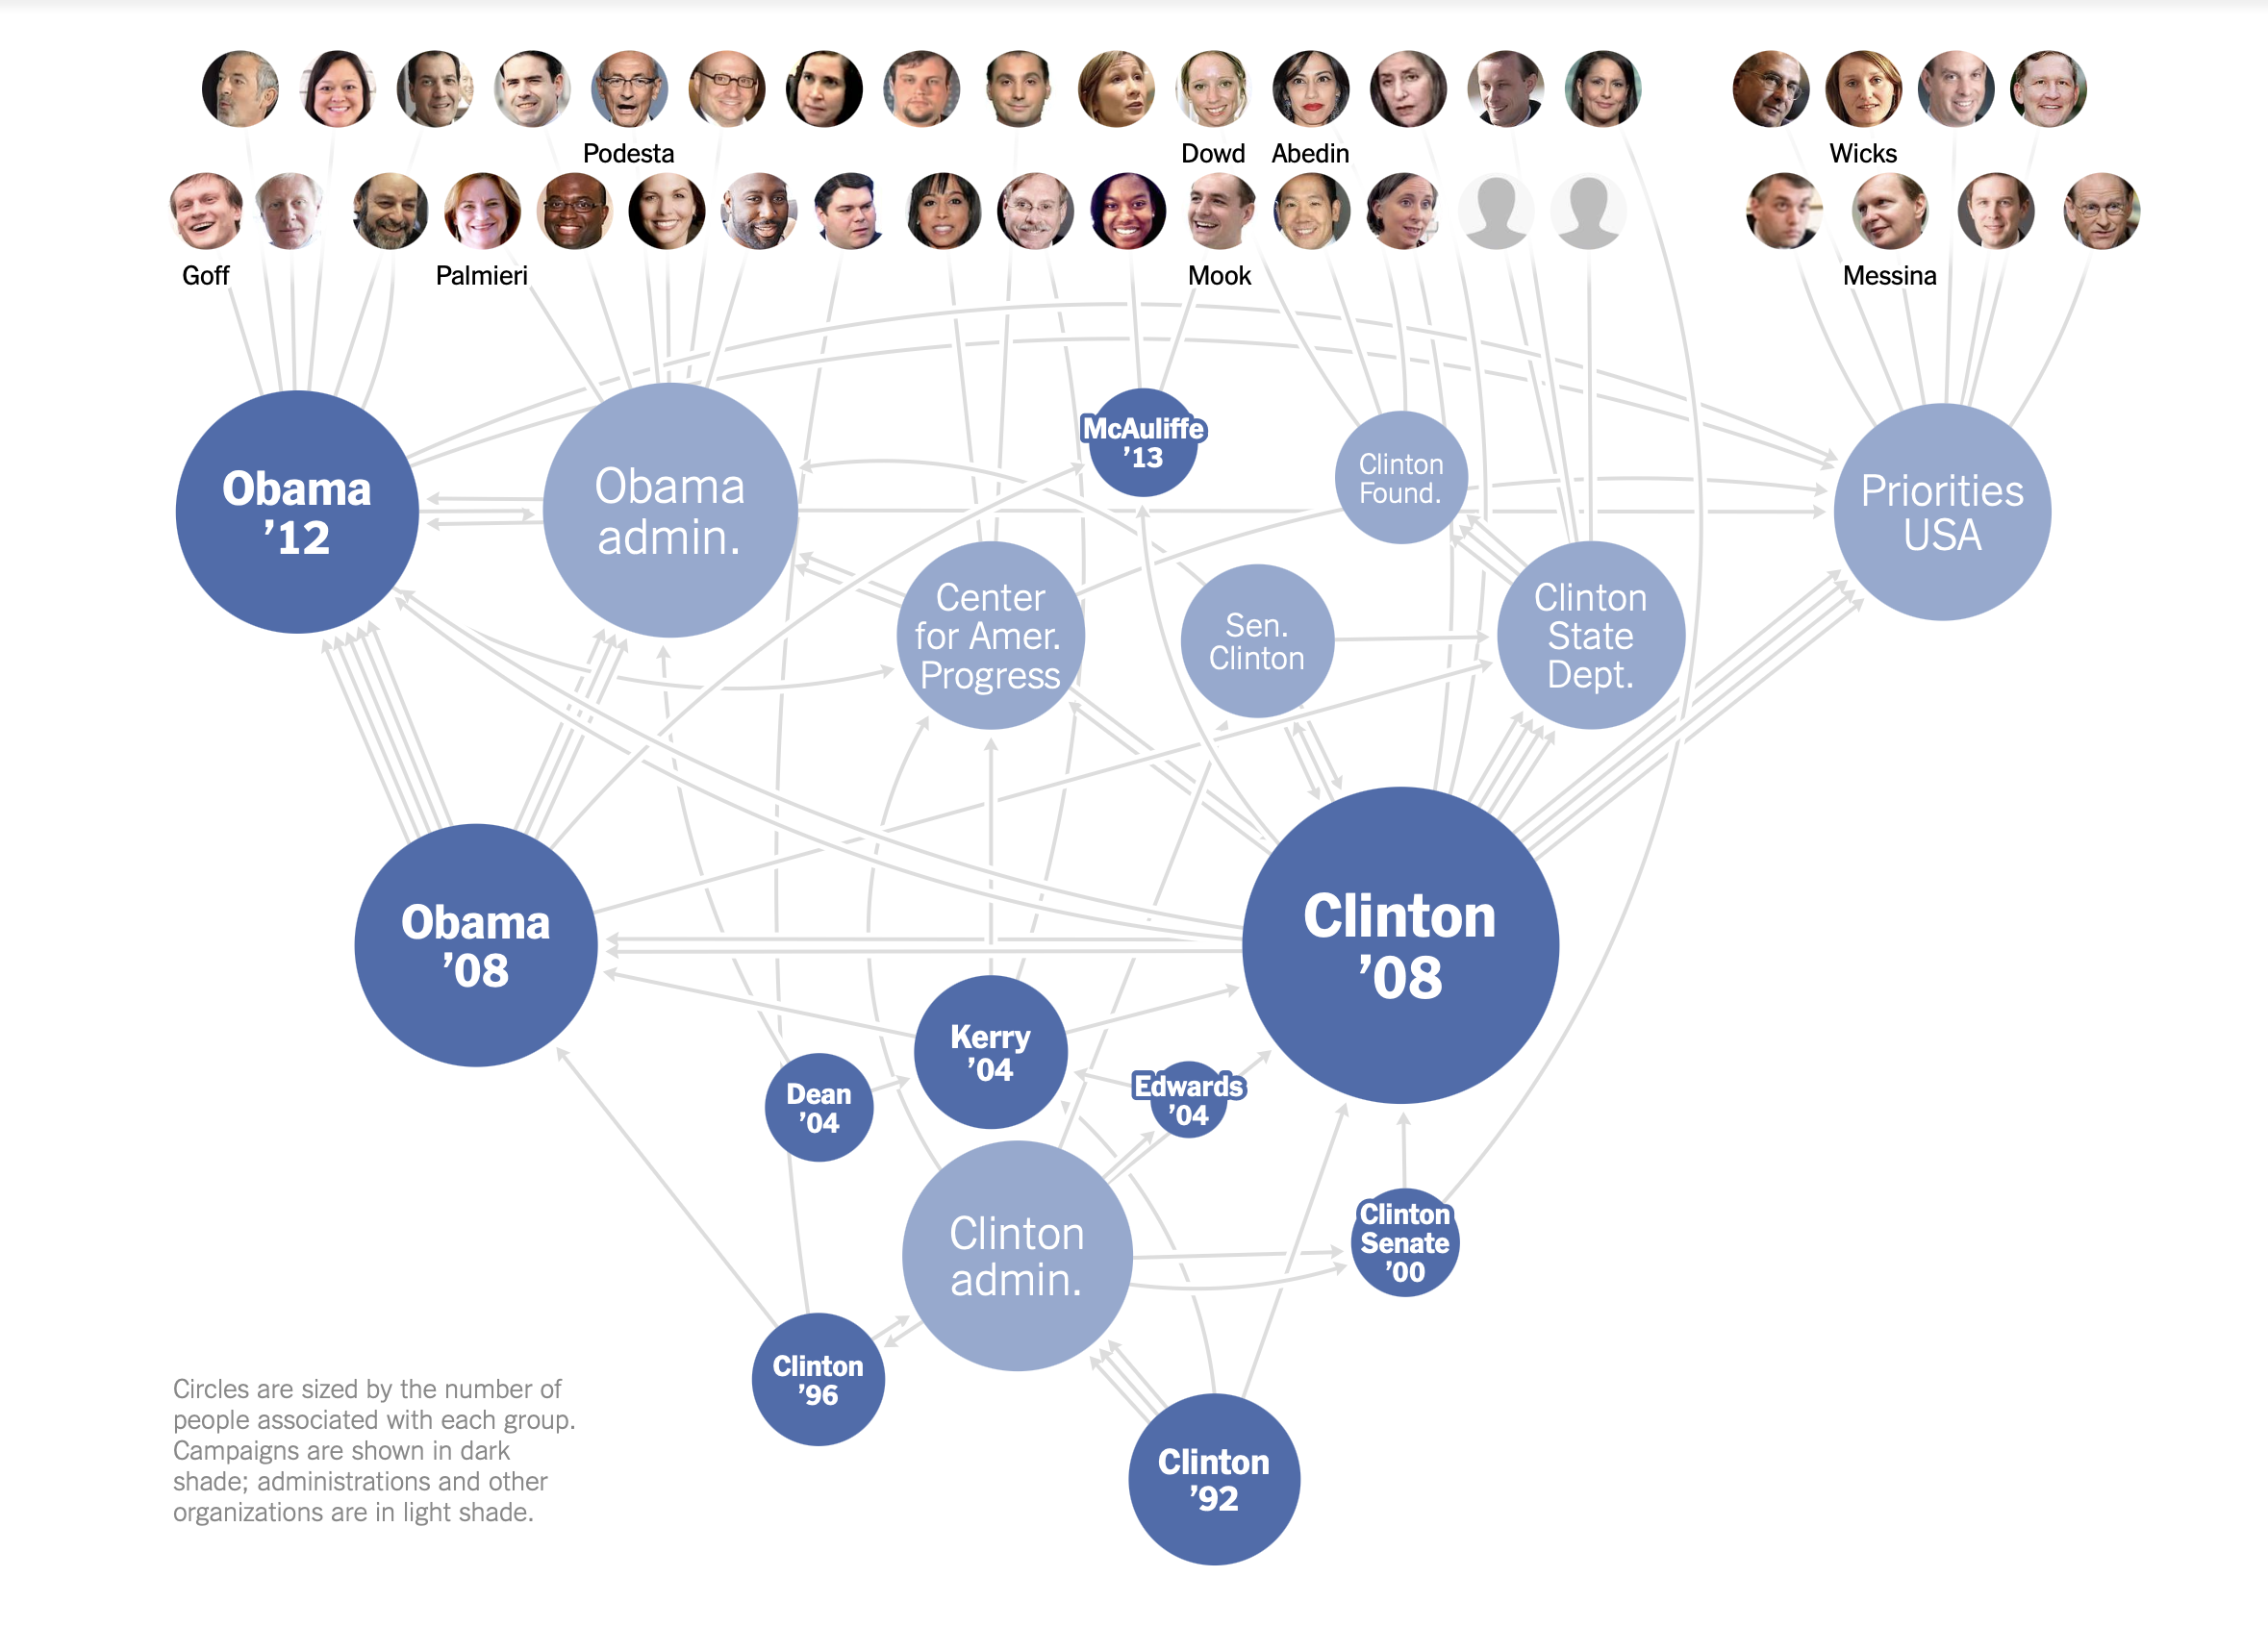 Podesta
Dowd
Abedin
Wicks
Goff
Palmieri
Mook
Messina
McAuliffe
’13
Clinton
Found.
Obama
’12
Obama
admin.
Priorities
USA
Center
for Amer.
Progress
Sen.
Clinton
Clinton
State
Dept.
Obama
’08
Clinton
’08
Kerry
’04
Dean
’04
Edwards
’04
Clinton
admin.
Clinton
Senate
’00
Clinton
’96
Clinton
’92
Circles are sized by the number of
people associated with each group.
Campaigns are shown in dark
shade; administrations and other
organizations are in light shade.